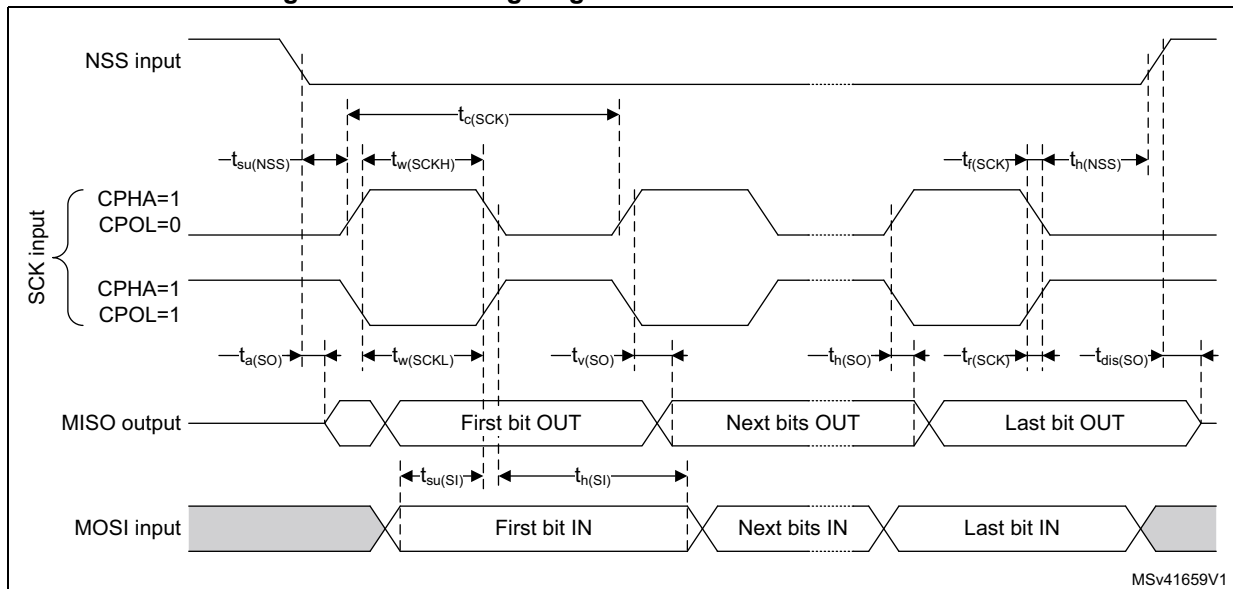 NSS input
tc(SCK)
tsu(NSS) tw(SCKH) tf(SCK) th(NSS)
CPHA=1
CPOL=0
SCK input
CPHA=1
CPOL=1
ta(SO) tw(SCKL) tv(SO) th(SO) tr(SCK) tdis(SO)
MISO output First bit OUT Next bits OUT Last bit OUT
tsu(SI) th(SI)
MOSI input First bit IN Next bits IN Last bit IN
MSv41659V1